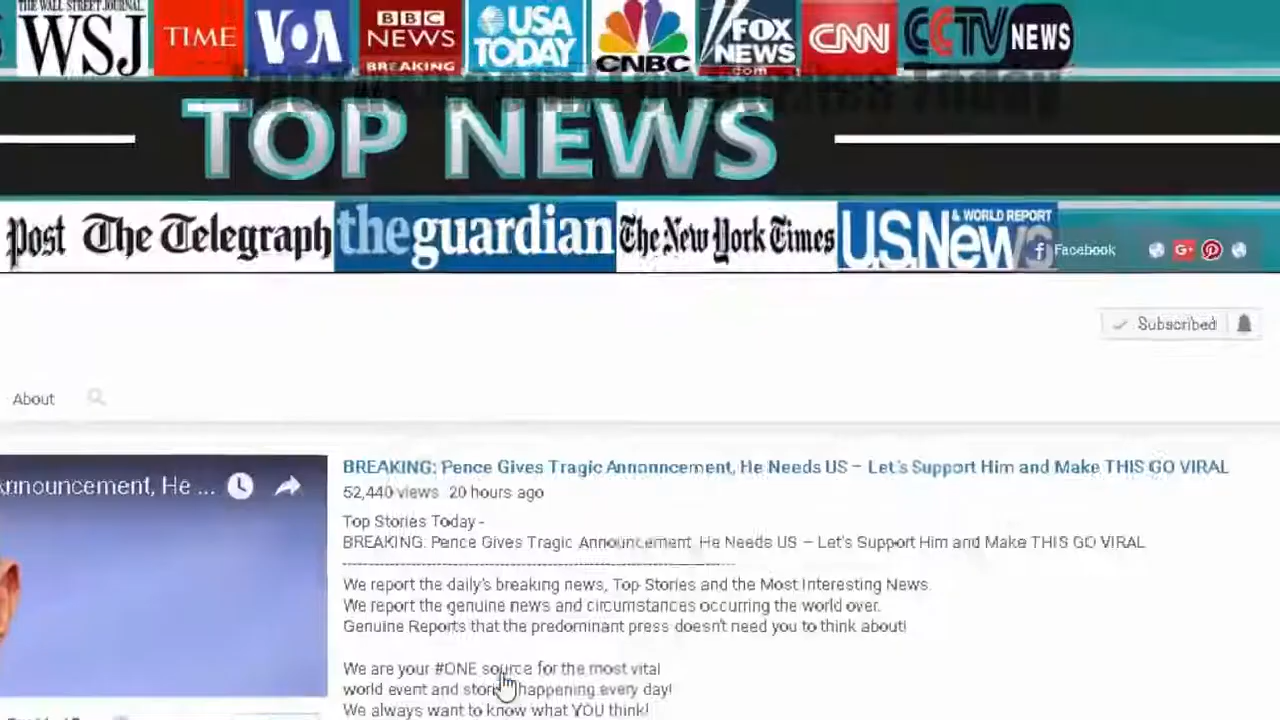 THE WALL STREET JOURNAL
WSJ
TIME
VOA
BBC
NEWS
BREAKING
USA
TODAY
CNBC
FOX
NEWS
.com
CNN
CCTV NEWS
TOP NEWS
Post
The Telegraph
theguardian
The New York Times
U.S.News
& WORLD REPORT
Facebook
Subscribed
About
Announcement, He ...
BREAKING: Pence Gives Tragic Announcement, He Needs US – Let's Support Him and Make THIS GO VIRAL
52,440 views 20 hours ago
Top Stories Today -
BREAKING: Pence Gives Tragic Announcement, He Needs US – Let's Support Him and Make THIS GO VIRAL
We report the daily's breaking news, Top Stories and the Most Interesting News.
We report the genuine news and circumstances occurring the world over.
Genuine Reports that the predominant press doesn't need you to think about!
We are your #ONE source for the most vital
world event and stories happening every day!
We always want to know what YOU think!